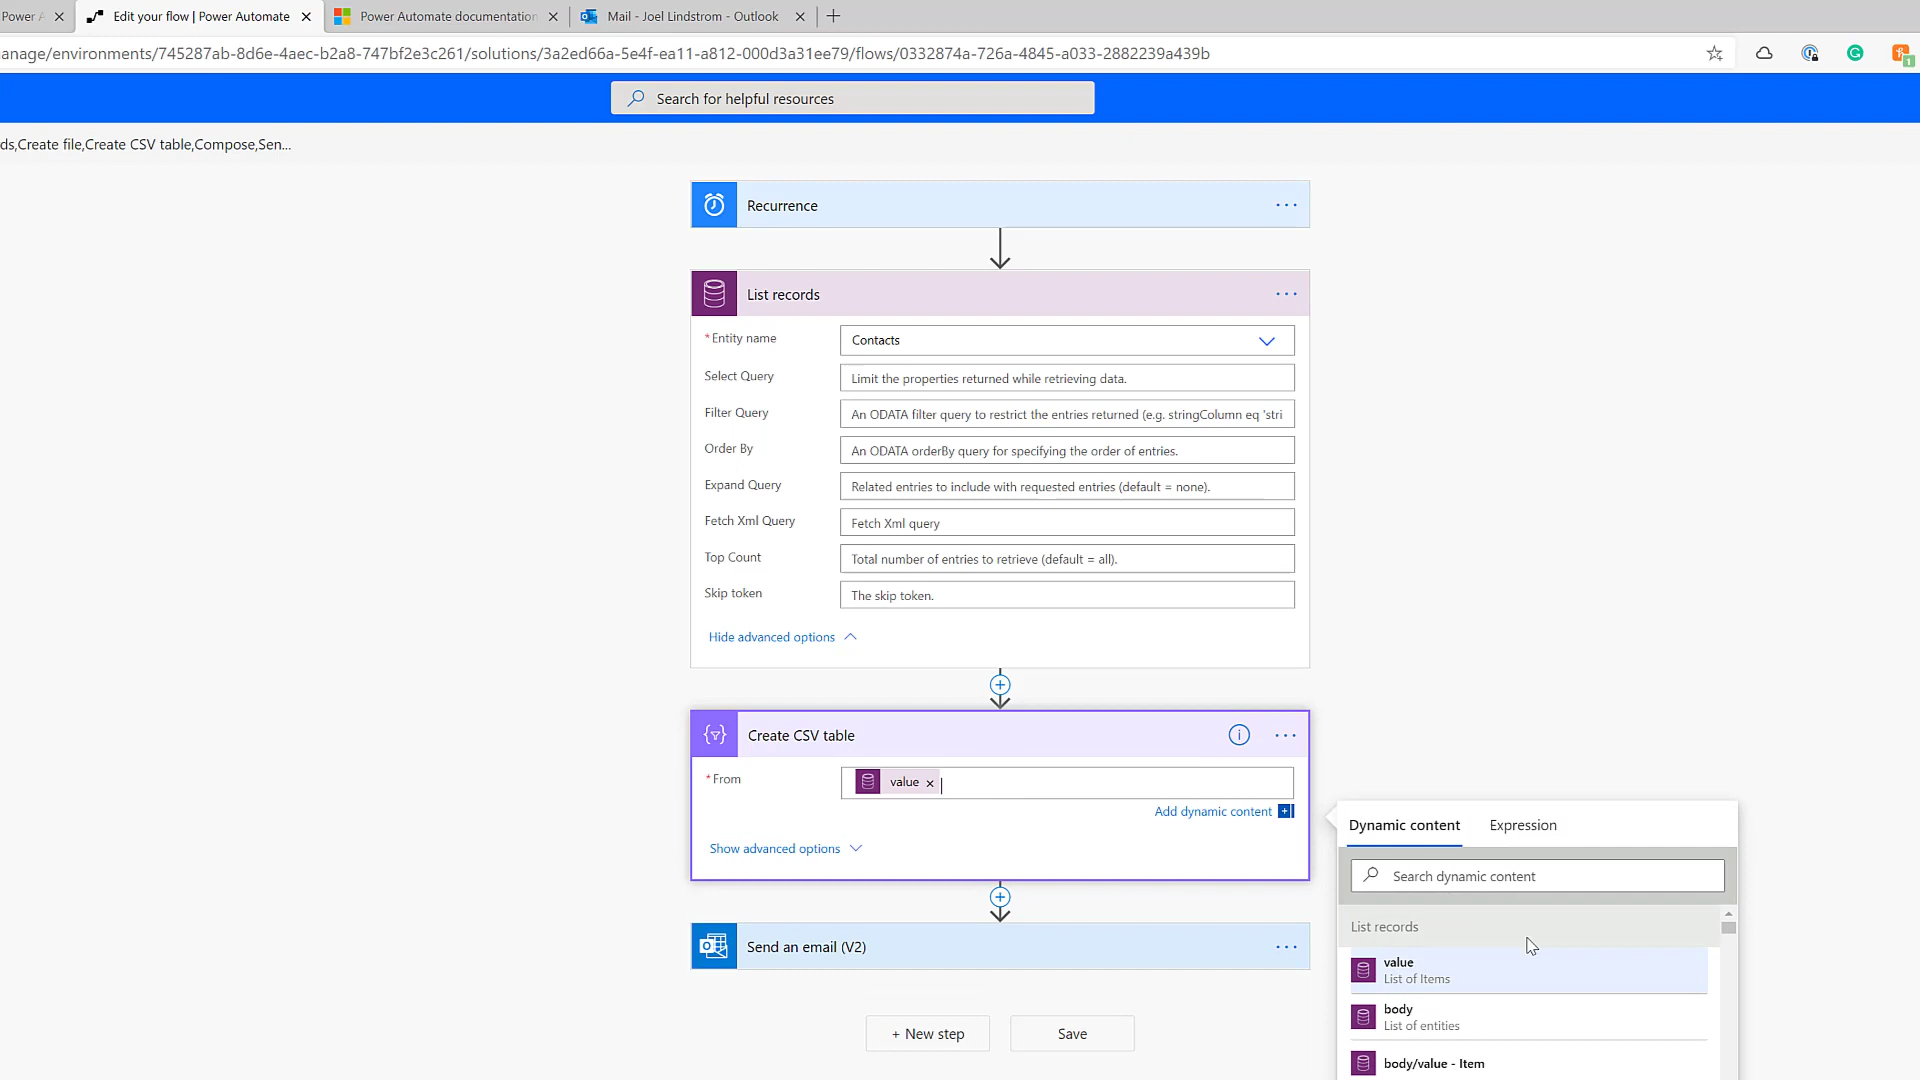 Power A
Edit your flow | Power Automate
Power Automate documentation
Mail - Joel Lindstrom - Outlook
anage/environments/745287ab-8d6e-4aec-b2a8-747bf2e3c261/solutions/3a2ed66a-5e4f-ea11-a812-000d3a31ee79/flows/0332874a-726a-4845-a033-2882239a439b
1
Search for helpful resources
ds,Create file,Create CSV table,Compose,Sen...
Recurrence
List records
*Entity name
Contacts
Select Query
Limit the properties returned while retrieving data.
Filter Query
An ODATA filter query to restrict the entries returned (e.g. stringColumn eq 'stri
Order By
An ODATA orderBy query for specifying the order of entries.
Expand Query
Related entries to include with requested entries (default = none).
Fetch Xml Query
Fetch Xml query
Top Count
Total number of entries to retrieve (default = all).
Skip token
The skip token.
Hide advanced options
Create CSV table
*From
value
Add dynamic content
Show advanced options
Send an email (V2)
+ New step
Save
Dynamic content
Expression
Search dynamic content
List records
value
List of Items
body
List of entities
body/value - Item